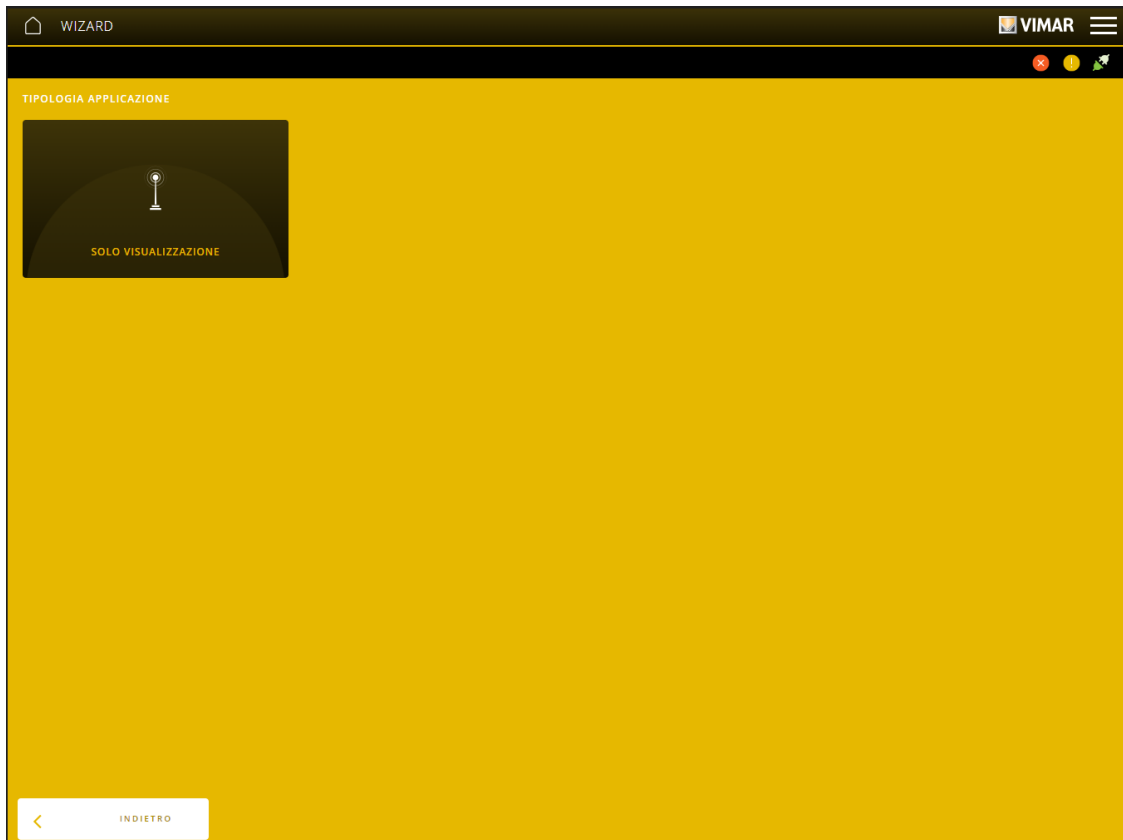 WIZARD
VIMAR
TIPOLOGIA APPLICAZIONE
SOLO VISUALIZZAZIONE
INDIETRO